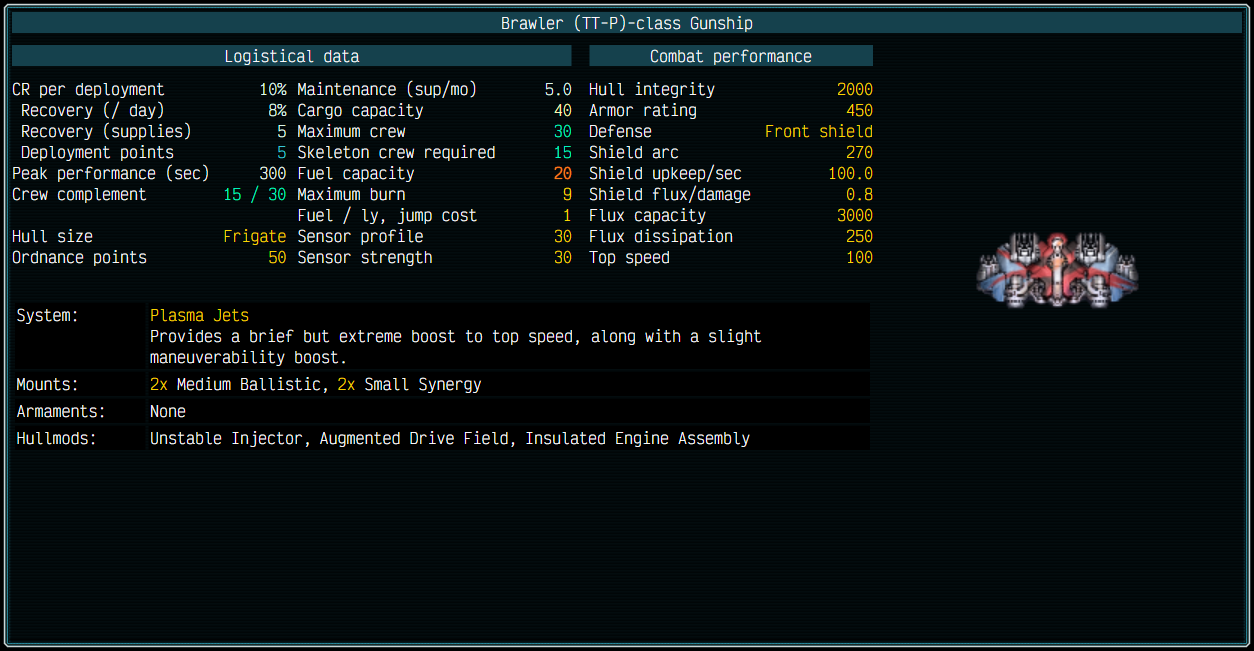 Brawler (TT-P)-class Gunship
Logistical data
Combat performance
CR per deployment 10% Maintenance (sup/mo) 5.0 Hull integrity 2000
Recovery (/ day) 8% Cargo capacity 40 Armor rating 450
Recovery (supplies) 5 Maximum crew 30 Defense Front shield
Deployment points 5 Skeleton crew required 15 Shield arc 270
Peak performance (sec) 300 Fuel capacity 20 Shield upkeep/sec 100.0
Crew complement 15 / 30 Maximum burn 9 Shield flux/damage 0.8
Fuel / ly, jump cost 1 Flux capacity 3000
Hull size Frigate Sensor profile 30 Flux dissipation 250
Ordnance points 50 Sensor strength 30 Top speed 100
System: Plasma Jets
Provides a brief but extreme boost to top speed, along with a slight
maneuverability boost.
Mounts: 2x Medium Ballistic, 2x Small Synergy
Armaments: None
Hullmods: Unstable Injector, Augmented Drive Field, Insulated Engine Assembly